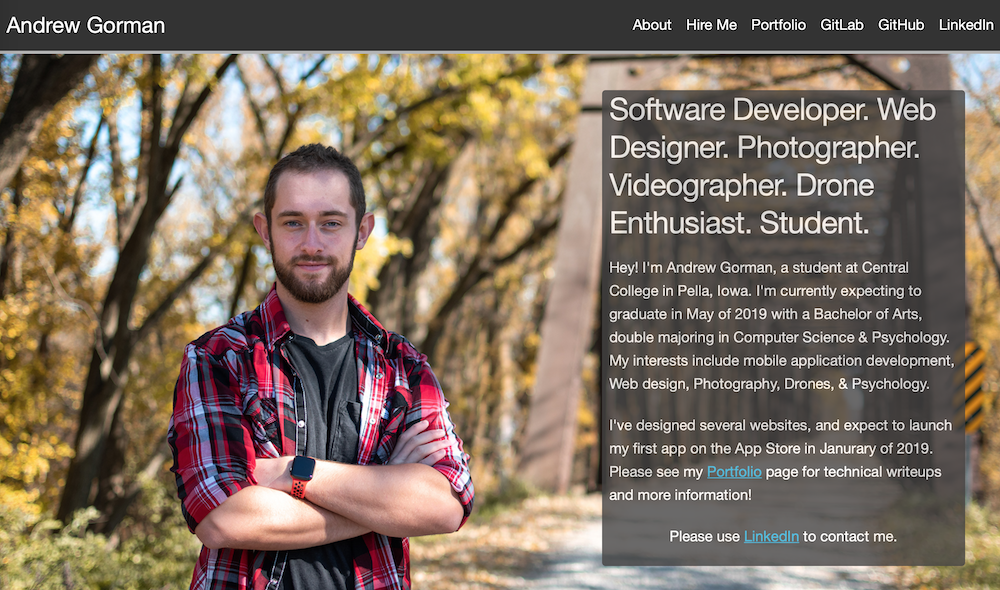 Andrew Gorman
About Hire Me Portfolio GitLab GitHub LinkedIn
Software Developer. Web
Designer. Photographer.
Videographer. Drone
Enthusiast. Student.
Hey! I'm Andrew Gorman, a student at Central
College in Pella, Iowa. I'm currently expecting to
graduate in May of 2019 with a Bachelor of Arts,
double majoring in Computer Science & Psychology.
My interests include mobile application development,
Web design, Photography, Drones, & Psychology.
I've designed several websites, and expect to launch
my first app on the App Store in Janurary of 2019.
Please see my Portfolio page for technical writeups
and more information!
Please use LinkedIn to contact me.